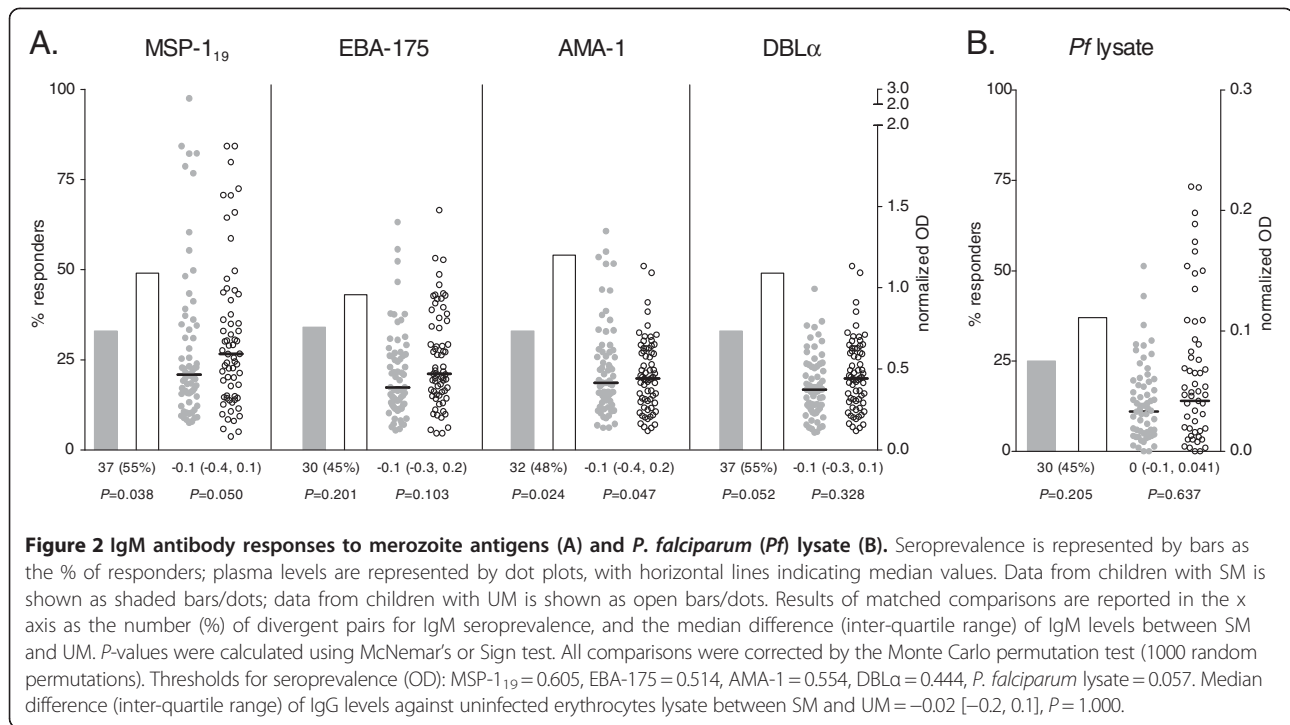 A.
B.
MSP-1₁₉ EBA-175 AMA-1 DBLα Pf lysate
100
75
50
25
0
% responders
3.0
2.0
2.0
1.5
1.0
0.5
0.0
normalized OD
100
75
50
25
0
% responders
0.3
0.2
0.1
0.0
normalized OD
37 (55%) -0.1 (-0.4, 0.1) 30 (45%) -0.1 (-0.3, 0.2) 32 (48%) -0.1 (-0.4, 0.2) 37 (55%) -0.1 (-0.3, 0.1) 30 (45%) 0 (-0.1, 0.041)
P=0.038 P=0.050 P=0.201 P=0.103 P=0.024 P=0.047 P=0.052 P=0.328 P=0.205 P=0.637
Figure 2 IgM antibody responses to merozoite antigens (A) and P. falciparum (Pf) lysate (B). Seroprevalence is represented by bars as
the % of responders; plasma levels are represented by dot plots, with horizontal lines indicating median values. Data from children with SM is
shown as shaded bars/dots; data from children with UM is shown as open bars/dots. Results of matched comparisons are reported in the x
axis as the number (%) of divergent pairs for IgM seroprevalence, and the median difference (inter-quartile range) of IgM levels between SM
and UM. P-values were calculated using McNemar's or Sign test. All comparisons were corrected by the Monte Carlo permutation test (1000 random
permutations). Thresholds for seroprevalence (OD): MSP-1₁₉ = 0.605, EBA-175 = 0.514, AMA-1 = 0.554, DBLα = 0.444, P. falciparum lysate = 0.057. Median
difference (inter-quartile range) of IgG levels against uninfected erythrocytes lysate between SM and UM = −0.02 [−0.2, 0.1], P = 1.000.